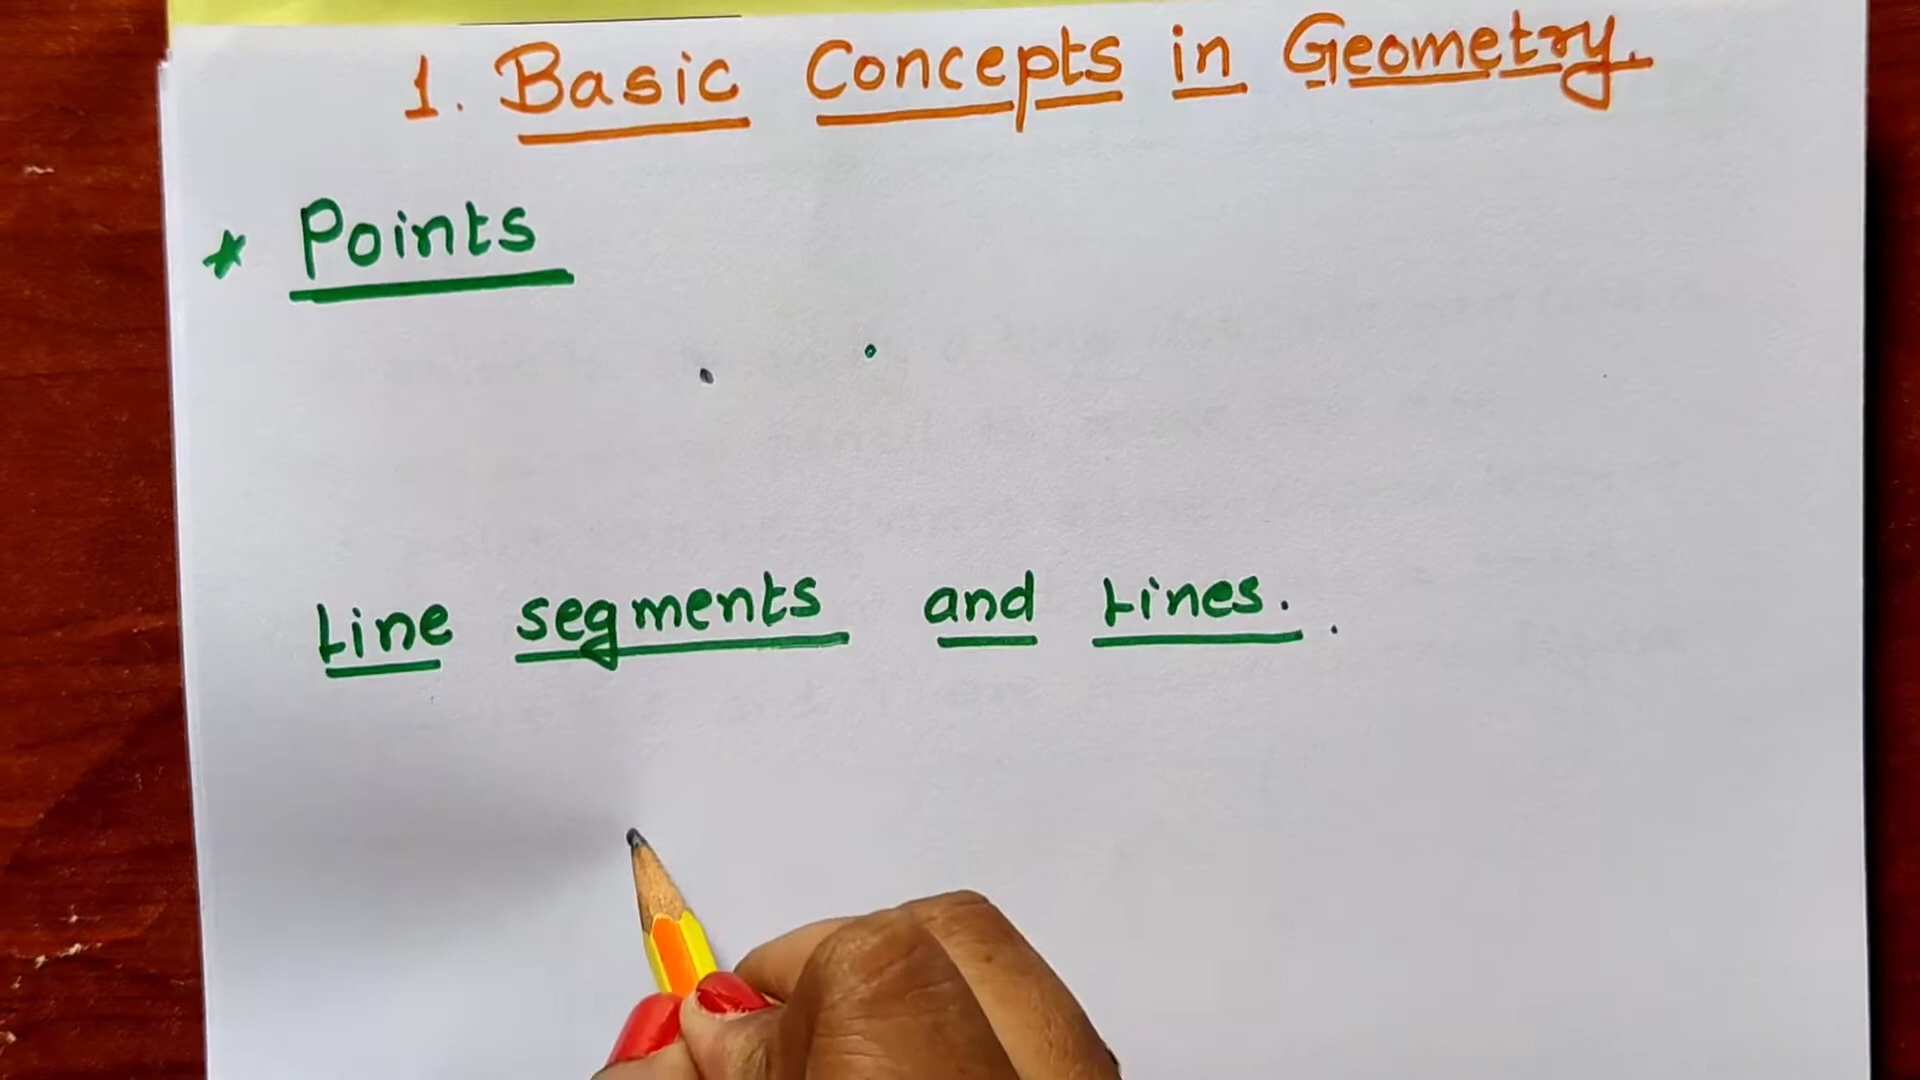 1. Basic Concepts in Geometry.
* Points
Line segments and Lines.